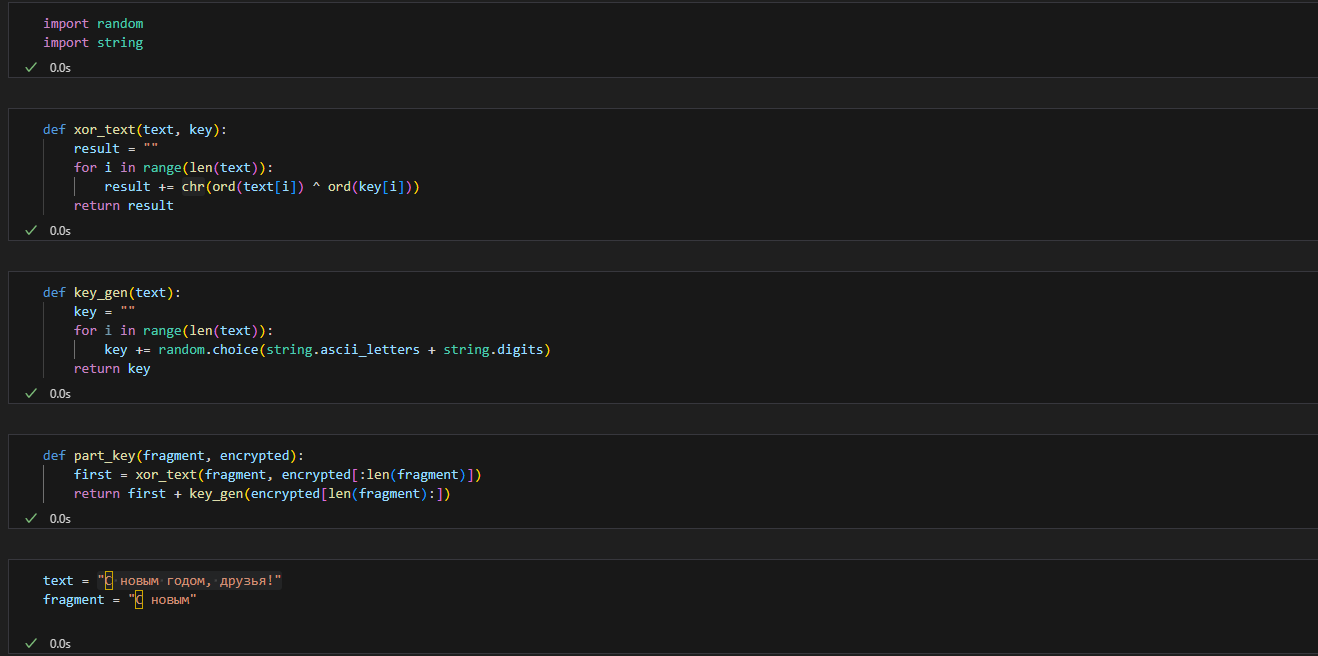 import random
import string
✓ 0.0s
def xor_text(text, key):
    result = ""
    for i in range(len(text)):
        result += chr(ord(text[i]) ^ ord(key[i]))
    return result
✓ 0.0s
def key_gen(text):
    key = ""
    for i in range(len(text)):
        key += random.choice(string.ascii_letters + string.digits)
    return key
✓ 0.0s
def part_key(fragment, encrypted):
    first = xor_text(fragment, encrypted[:len(fragment)])
    return first + key_gen(encrypted[len(fragment):])
✓ 0.0s
text = "С новым годом, друзья!"
fragment = "С новым"
✓ 0.0s